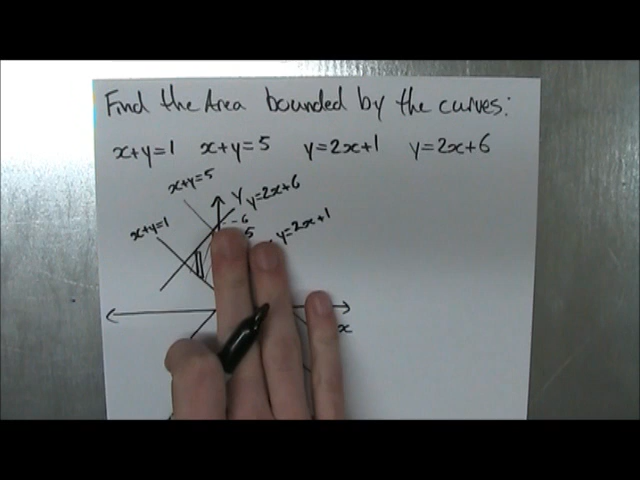 Find the Area bounded by the curves:
x+y=1 x+y=5 y=2x+1 y=2x+6
x+y=5
Y y=2x+6
x+y=1
6
5
y=2x+1
x